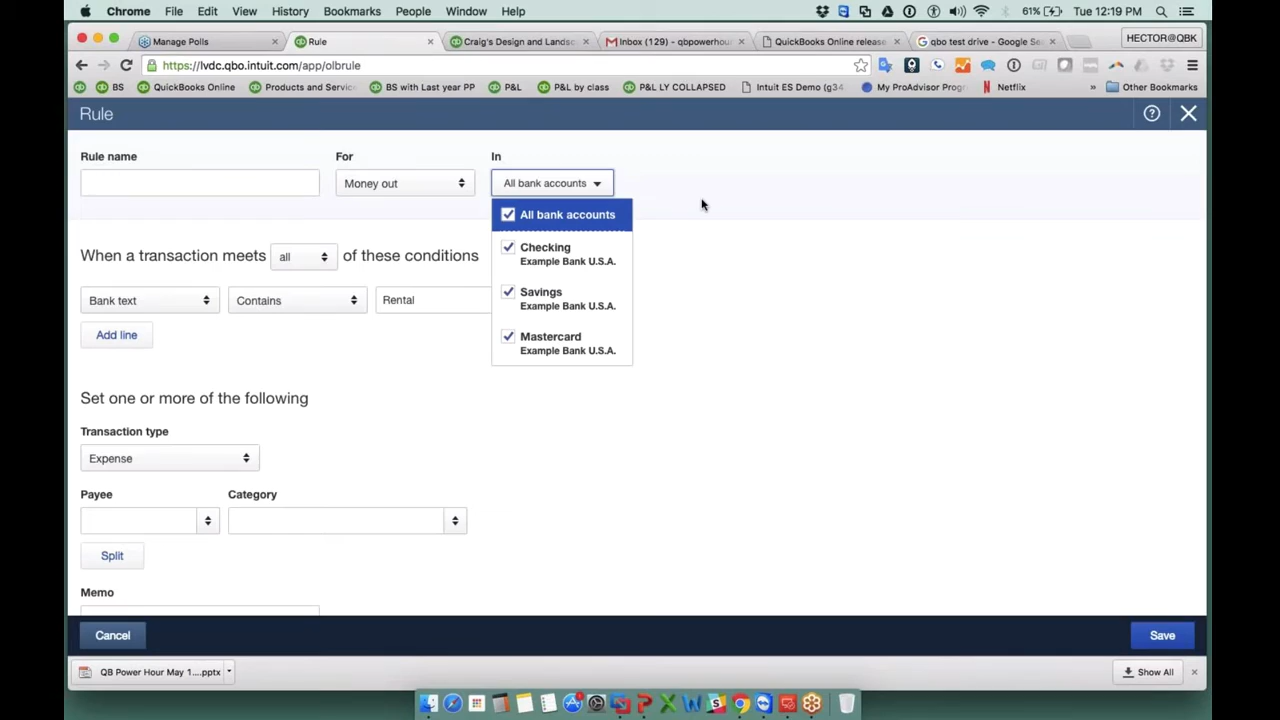 Chrome File Edit View History Bookmarks People Window Help 61% Tue 12:19 PM
Manage Polls Rule Craig's Design and Landsc Inbox (129) - qbpowerhou QuickBooks Online release qbo test drive - Google Se HECTOR@QBK
https://lvdc.qbo.intuit.com/app/olbrule
BS QuickBooks Online Products and Servic BS with Last year PP P&L P&L by class P&L LY COLLAPSED Intuit ES Demo (g34 My ProAdvisor Progr Netflix » Other Bookmarks
Rule
Rule name For In
Money out All bank accounts
All bank accounts
When a transaction meets all of these conditions
Checking
Example Bank U.S.A.
Savings
Example Bank U.S.A.
Bank text Contains Rental
Add line
Mastercard
Example Bank U.S.A.
Set one or more of the following
Transaction type
Expense
Payee Category
Split
Memo
Cancel Save
QB Power Hour May 1....pptx Show All